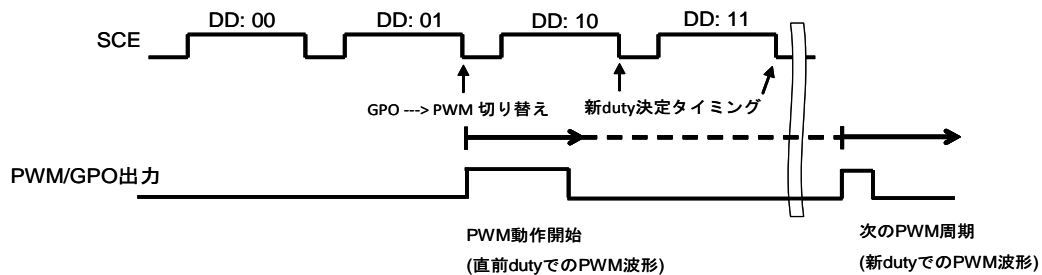 DD: 00 DD: 01 DD: 10 DD: 11
SCE
GPO ---> PWM 切り替え 新duty決定タイミング
PWM/GPO出力
PWM動作開始
(直前dutyでのPWM波形)
次のPWM周期
(新dutyでのPWM波形)